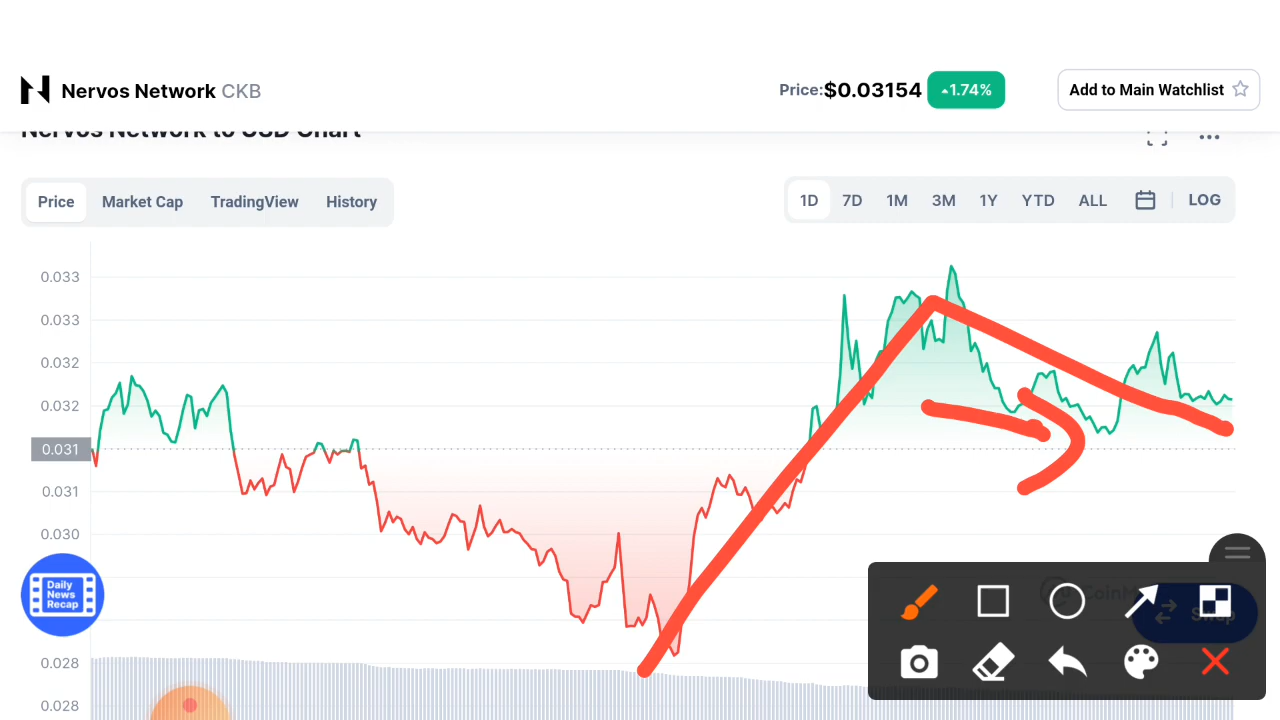 Nervos Network CKB
Price:$0.03154 1.74%
Add to Main Watchlist
Nervos Network to USD Chart
Price Market Cap TradingView History
1D 7D 1M 3M 1Y YTD ALL LOG
0.033
0.033
0.032
0.032
0.031
0.031
0.030
Daily
News
Recap
Swap
0.028
0.028